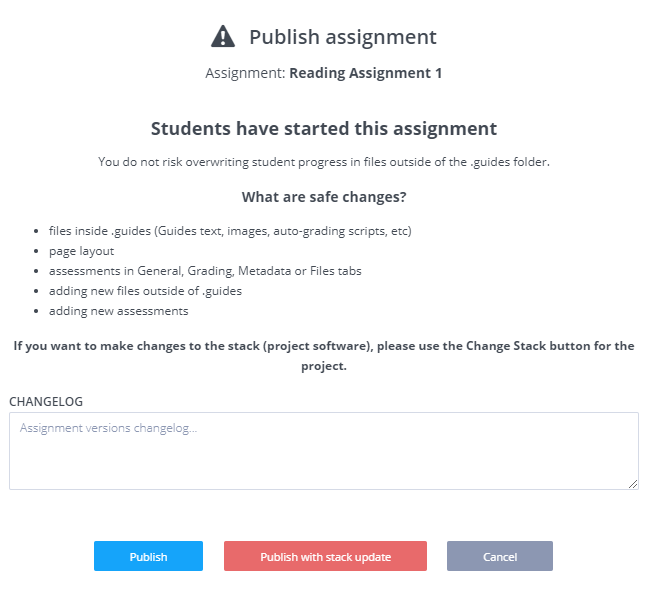 Publish assignment
Assignment: Reading Assignment 1
Students have started this assignment
You do not risk overwriting student progress in files outside of the .guides folder.
What are safe changes?
files inside .guides (Guides text, images, auto-grading scripts, etc)
page layout
assessments in General, Grading, Metadata or Files tabs
adding new files outside of .guides
adding new assessments
If you want to make changes to the stack (project software), please use the Change Stack button for the
project.
CHANGELOG
Assignment versions changelog...
Publish
Publish with stack update
Cancel